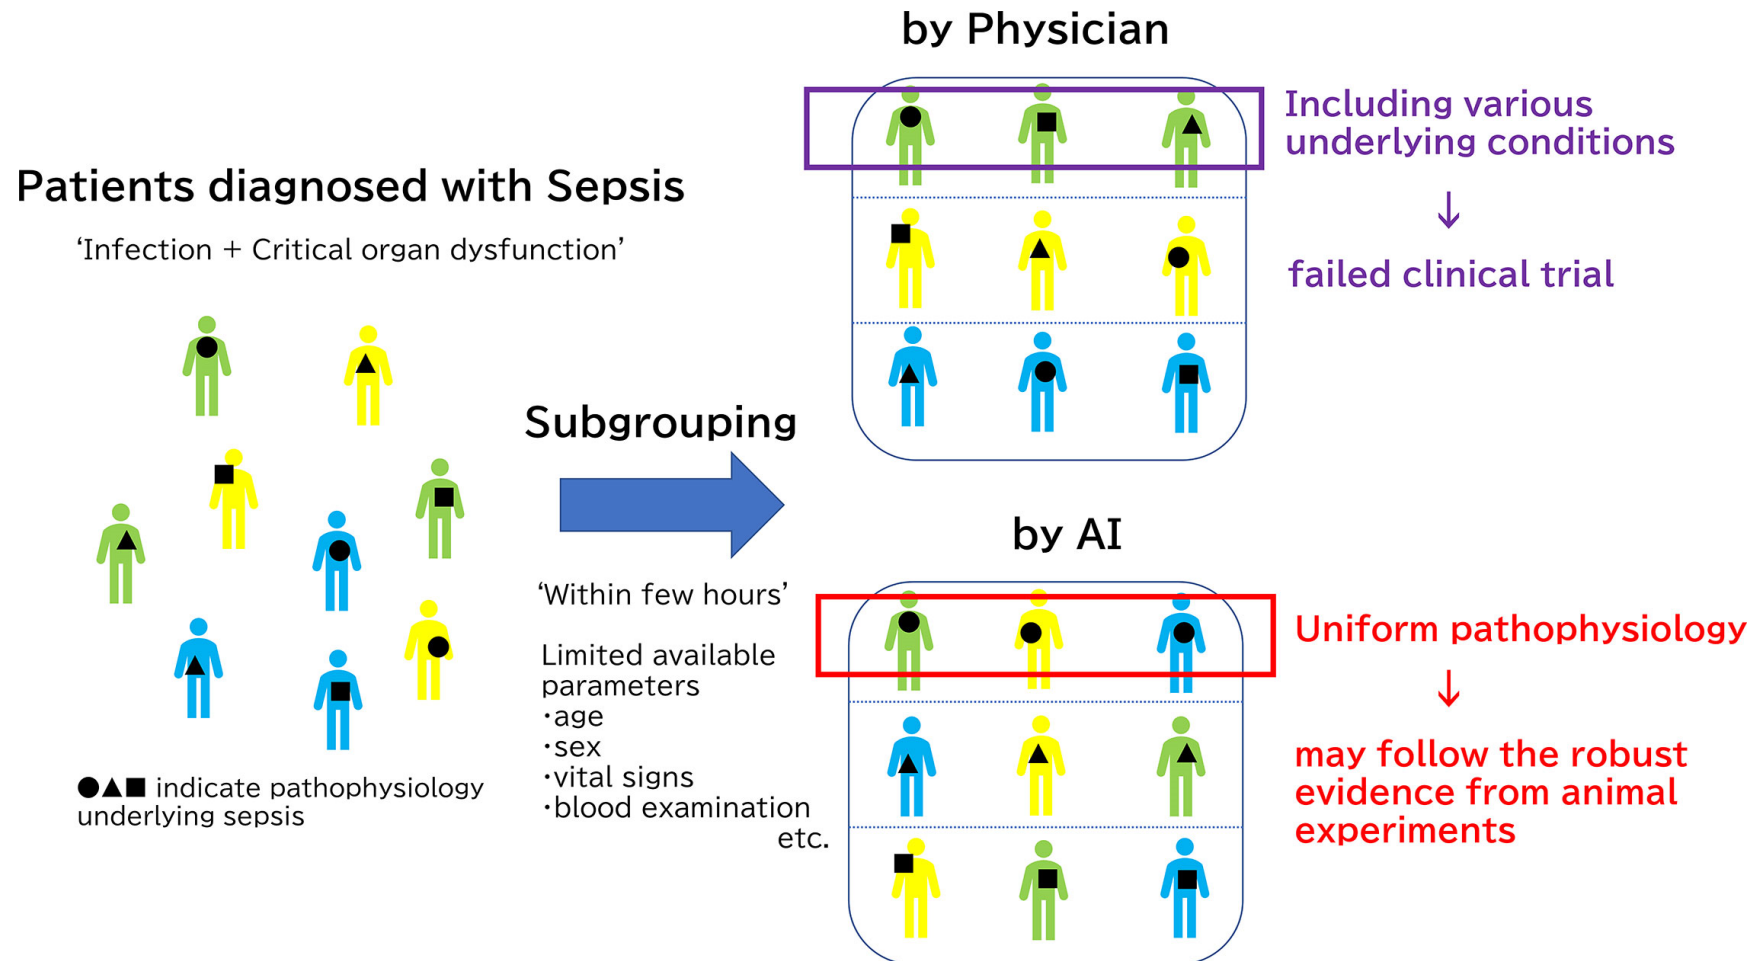 Patients diagnosed with Sepsis
‘Infection + Critical organ dysfunction’
●▲■ indicate pathophysiology
underlying sepsis
Subgrouping
‘Within few hours’
Limited available
parameters
・age
・sex
・vital signs
・blood examination
etc.
by Physician
Including various
underlying conditions
↓
failed clinical trial
by AI
Uniform pathophysiology
↓
may follow the robust
evidence from animal
experiments